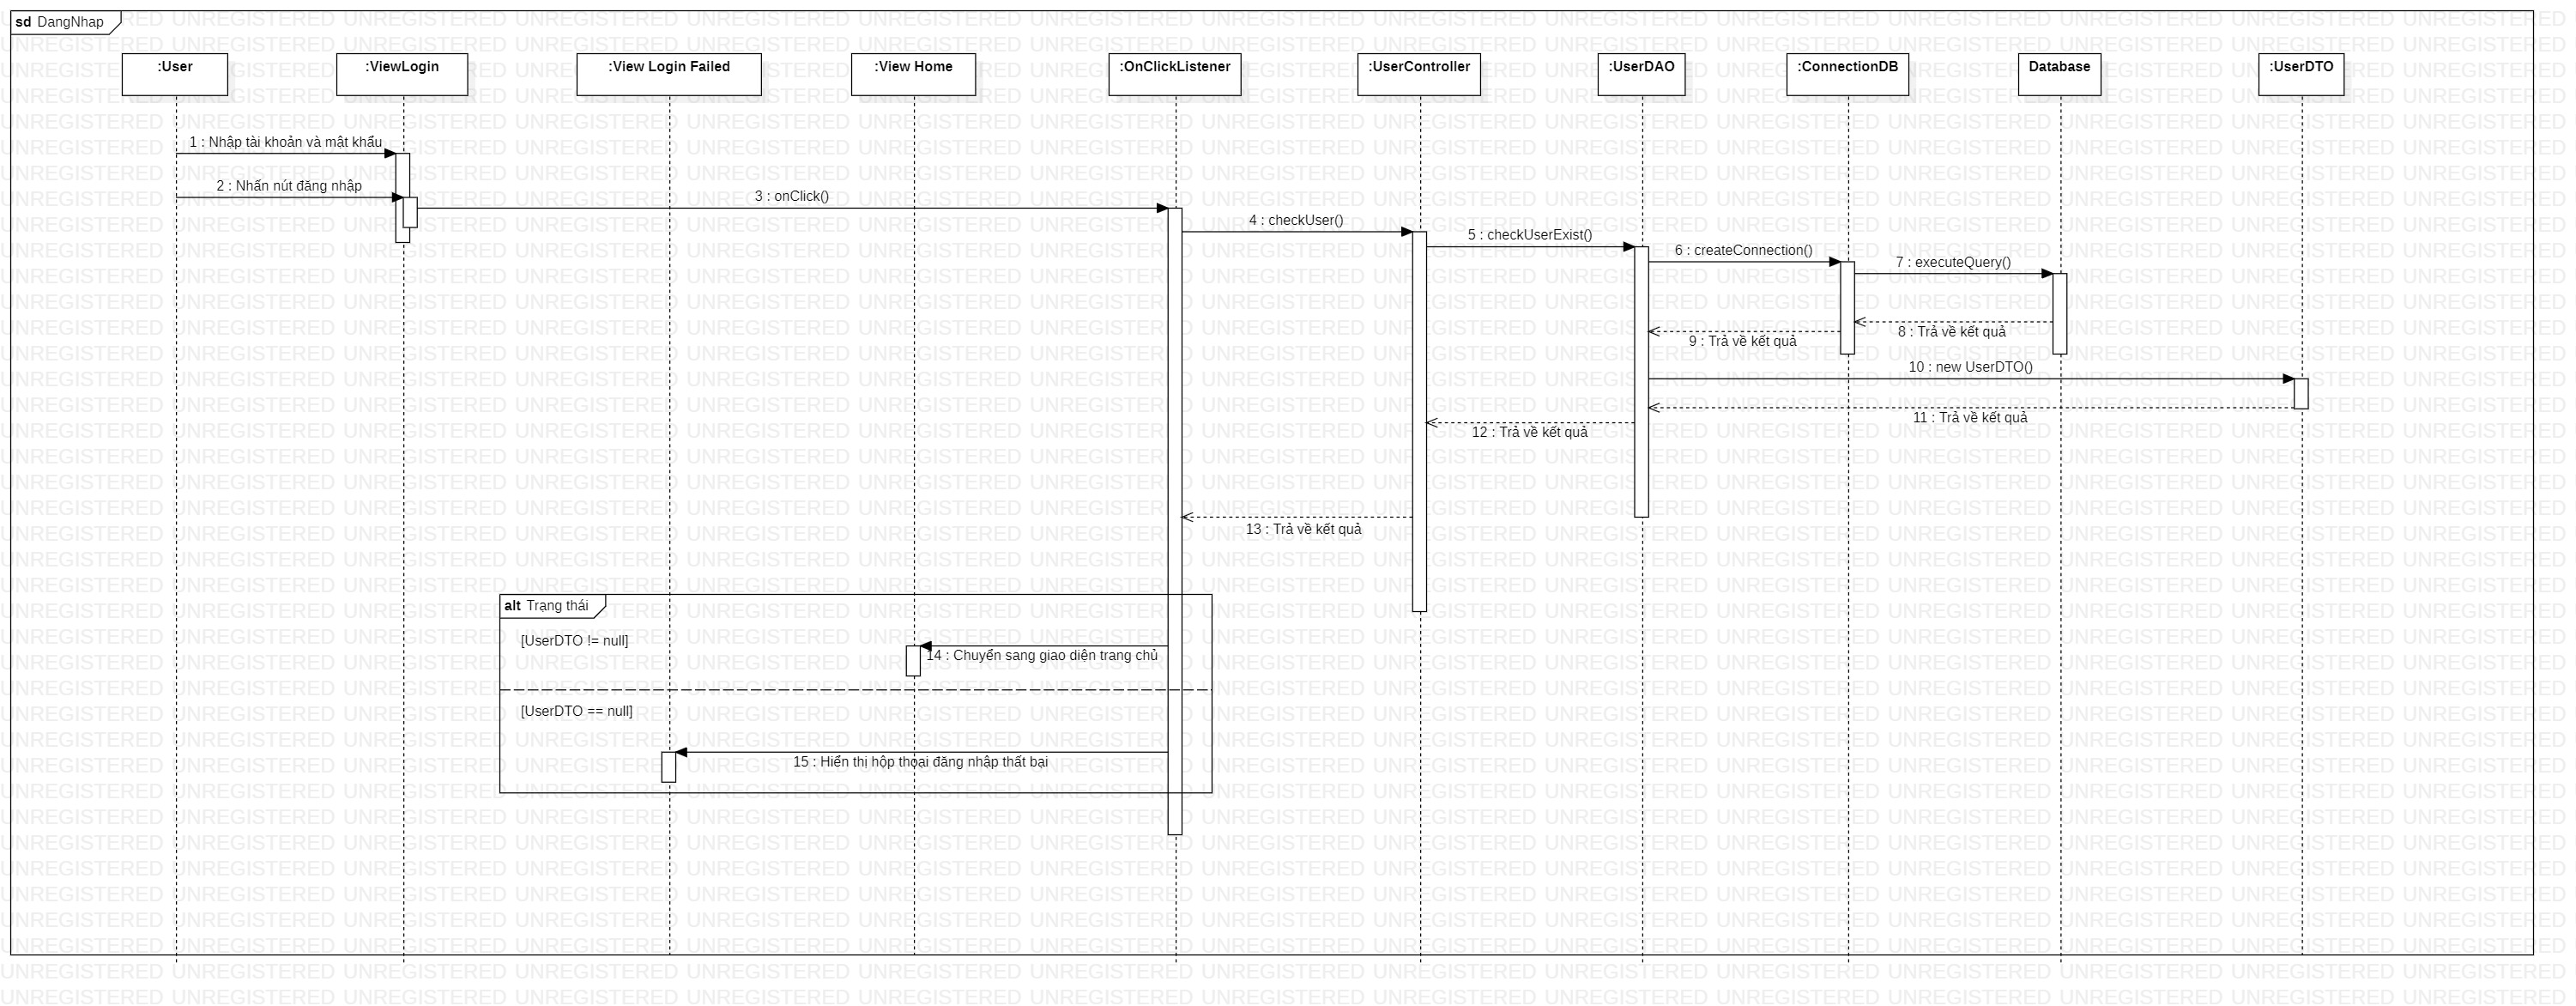 sd DangNhap
:User
:ViewLogin
:View Login Failed
:View Home
:OnClickListener
:UserController
:UserDAO
:ConnectionDB
Database
:UserDTO
1 : Nhập tài khoản và mật khẩu
2 : Nhấn nút đăng nhập
3 : onClick()
4 : checkUser()
5 : checkUserExist()
6 : createConnection()
7 : executeQuery()
8 : Trả về kết quả
9 : Trả về kết quả
10 : new UserDTO()
11 : Trả về kết quả
12 : Trả về kết quả
13 : Trả về kết quả
alt Trạng thái
[UserDTO != null]
14 : Chuyển sang giao diện trang chủ
[UserDTO == null]
15 : Hiển thị hộp thoại đăng nhập thất bại
UNREGISTERED